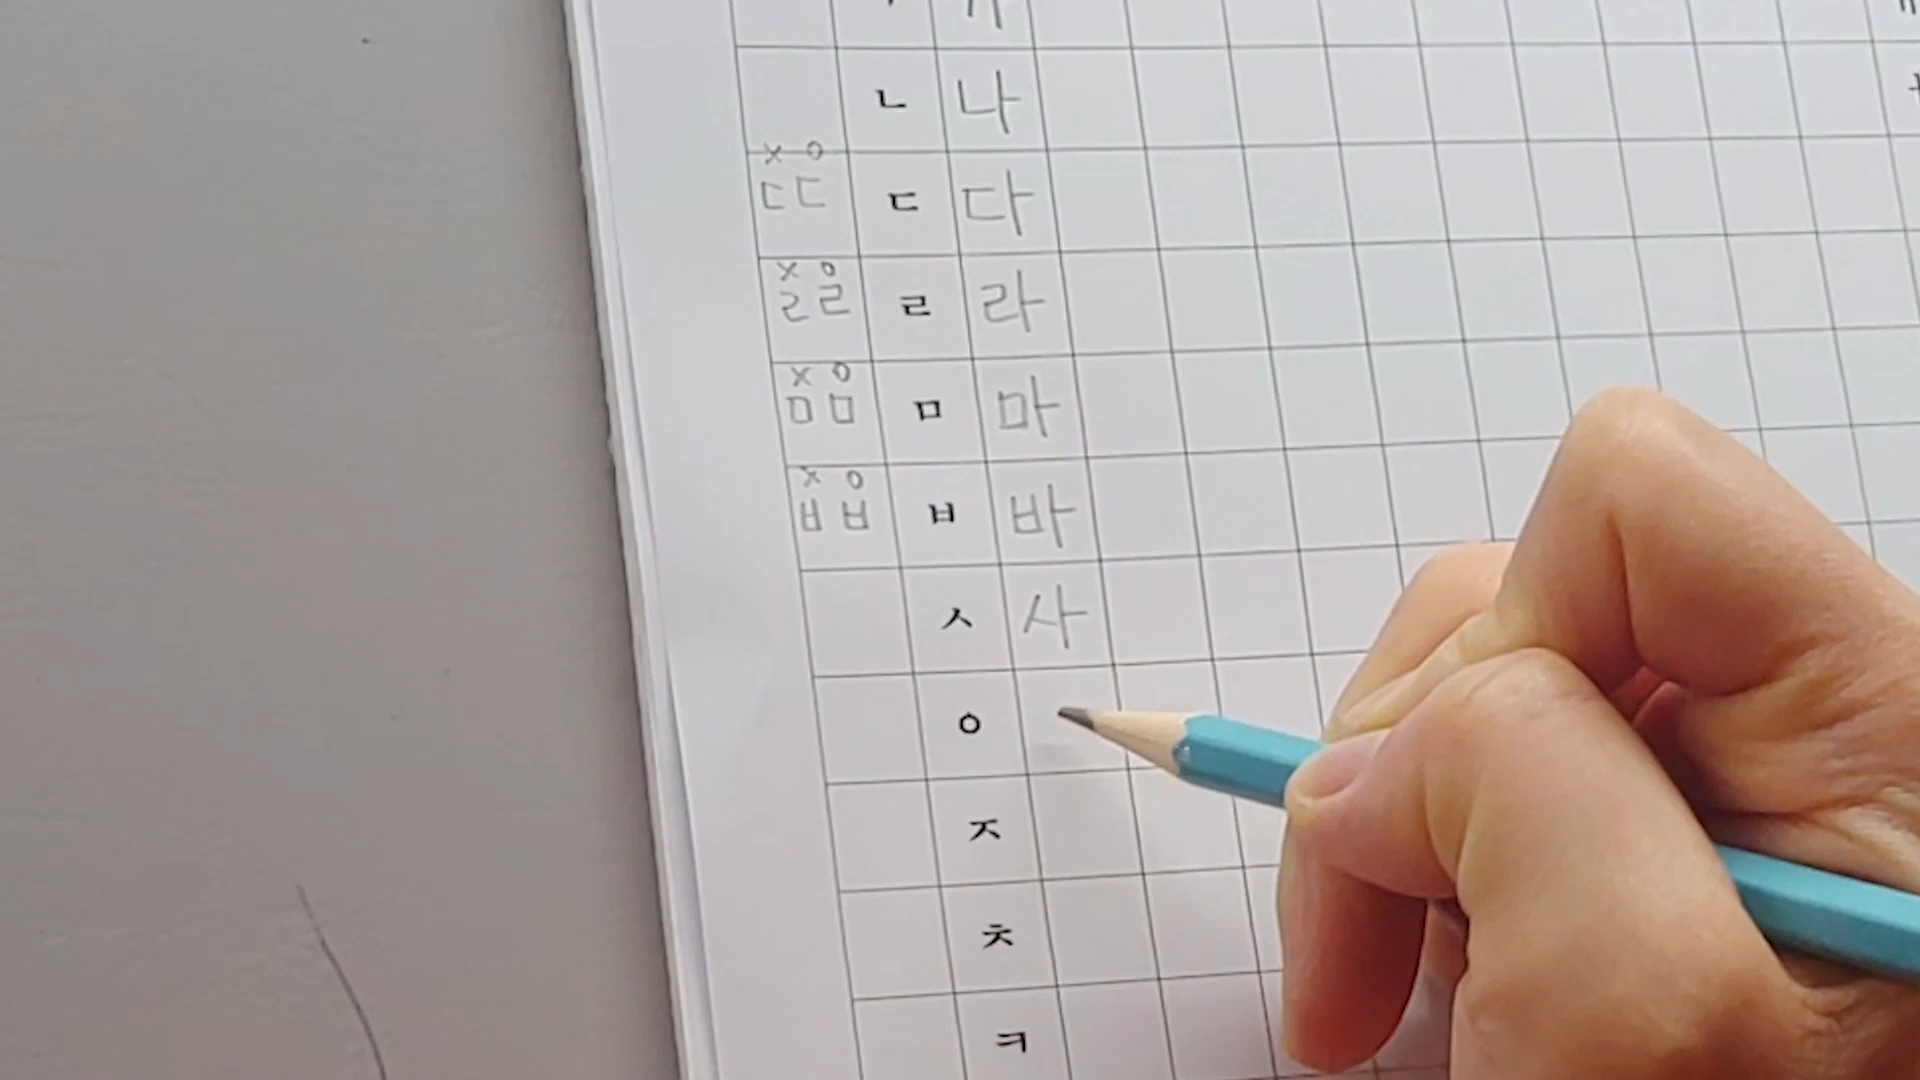 ㄴ 나
x o
ㄷㄷ ㄷ 다
x o
ㄹㄹ ㄹ 라
x o
ㅁㅁ ㅁ 마
x o
ㅂㅂ ㅂ 바
ㅅ 사
ㅇ
ㅈ
ㅊ
ㅋ